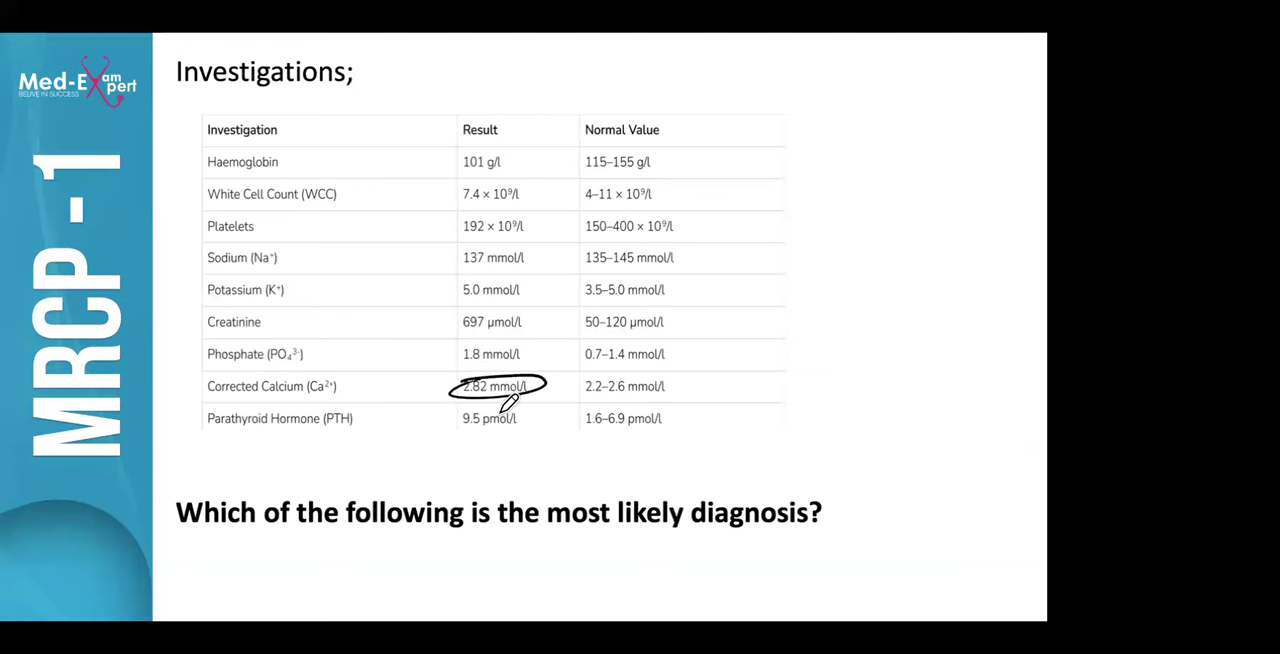 Med-Exam
pert
BELIVE IN SUCCESS
MRCP - 1
Investigations;
Investigation Result Normal Value
Haemoglobin 101 g/l 115–155 g/l
White Cell Count (WCC) 7.4 × 10⁹/l 4–11 × 10⁹/l
Platelets 192 × 10⁹/l 150–400 × 10⁹/l
Sodium (Na⁺) 137 mmol/l 135–145 mmol/l
Potassium (K⁺) 5.0 mmol/l 3.5–5.0 mmol/l
Creatinine 697 µmol/l 50–120 µmol/l
Phosphate (PO₄³⁻) 1.8 mmol/l 0.7–1.4 mmol/l
Corrected Calcium (Ca²⁺) 2.82 mmol/l 2.2–2.6 mmol/l
Parathyroid Hormone (PTH) 9.5 pmol/l 1.6–6.9 pmol/l
Which of the following is the most likely diagnosis?